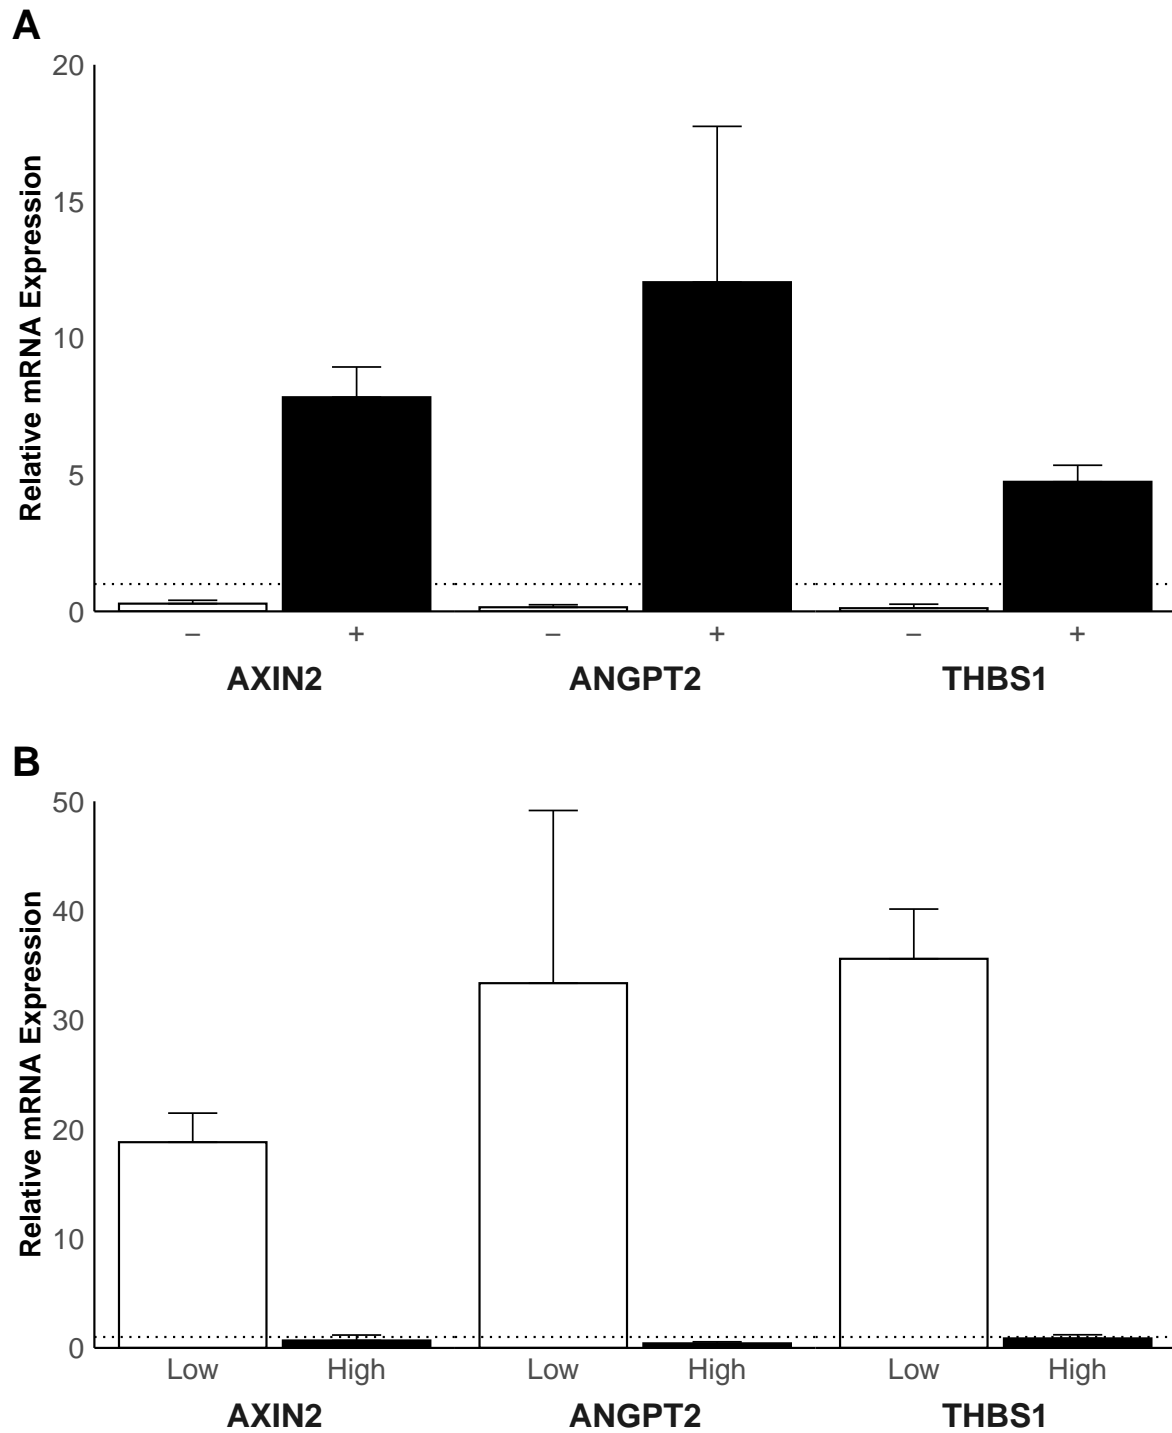 A
Relative mRNA Expression
20
15
10
5
0
– + – + – +
AXIN2 ANGPT2 THBS1
B
Relative mRNA Expression
50
40
30
20
10
0
Low High Low High Low High
AXIN2 ANGPT2 THBS1